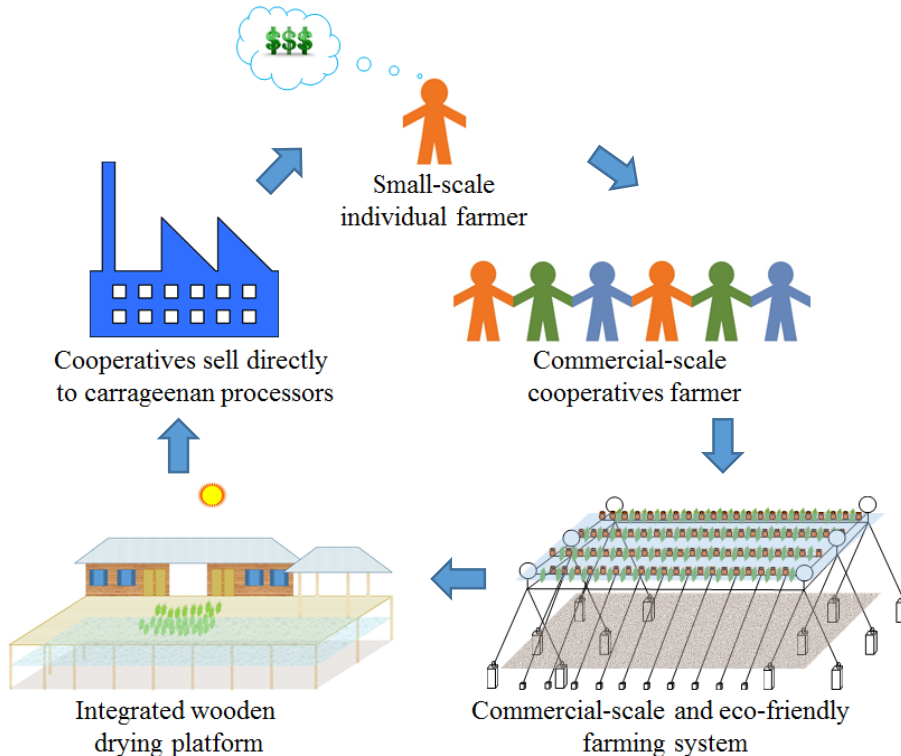 $$$
Small-scale
individual farmer
Commercial-scale
cooperatives farmer
Commercial-scale and eco-friendly
farming system
Integrated wooden
drying platform
Cooperatives sell directly
to carrageenan processors